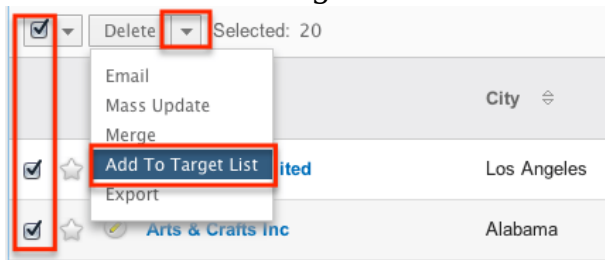 Delete Selected: 20
Email
Mass Update
City
Merge
Add To Target List ited Los Angeles
Export
Arts & Crafts Inc Alabama